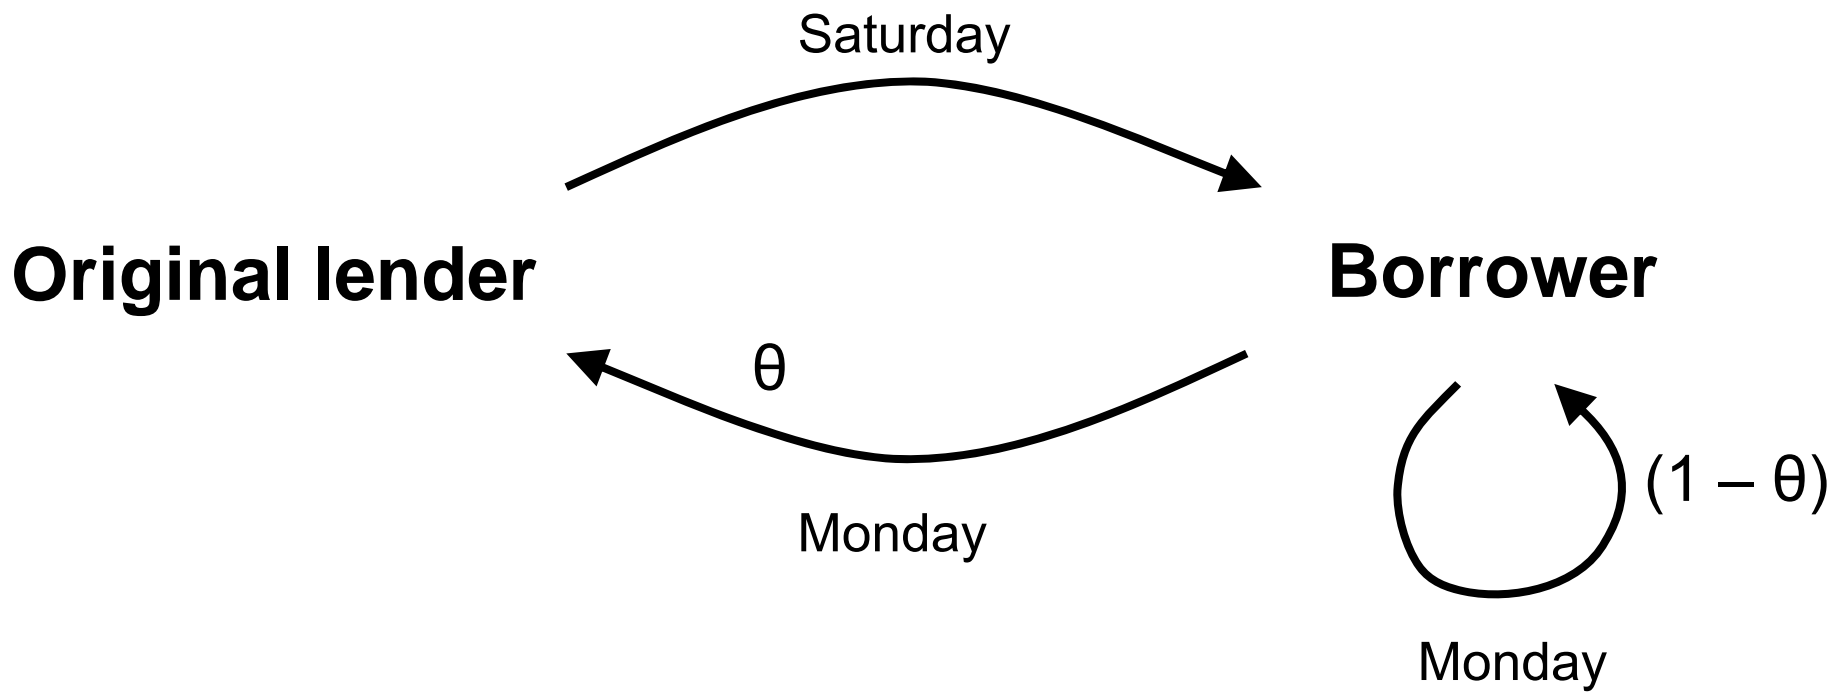 Saturday
Original lender
Borrower
θ
Monday
(1 – θ)
Monday